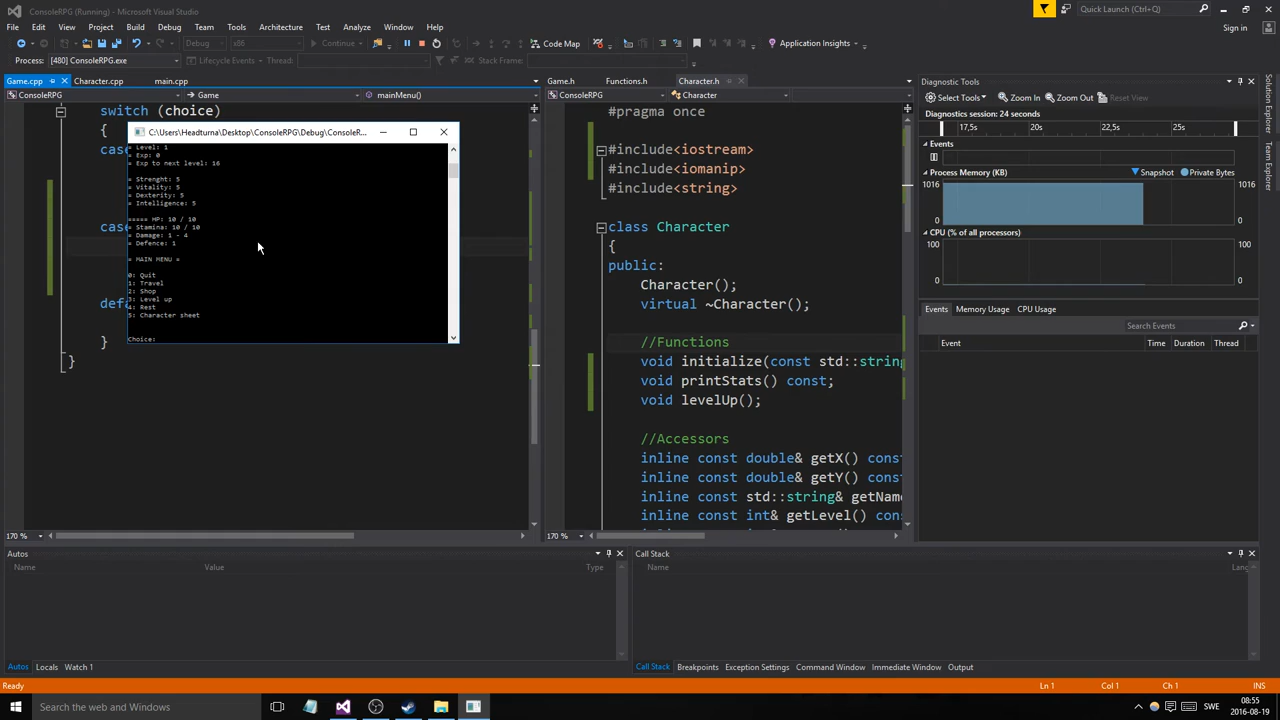 ConsoleRPG (Running) - Microsoft Visual Studio
Quick Launch (Ctrl+Q)
File Edit View Project Build Debug Team Tools Architecture Test Analyze Window Help
Sign in
Debug x86 Continue Code Map Application Insights
Process: [480] ConsoleRPG.exe Lifecycle Events Thread: Stack Frame:
Game.cpp Character.cpp main.cpp
ConsoleRPG Game mainMenu()
switch (choice)
{
case
case
defa
}
}
C:\Users\Headturna\Desktop\ConsoleRPG\Debug\ConsoleR...
= Level: 1
= Exp: 0
= Exp to next level: 16
= Strenght: 5
= Vitality: 5
= Dexterity: 5
= Intelligence: 5
===== HP: 10 / 10
= Stamina: 10 / 10
= Damage: 1 - 4
= Defence: 1
= MAIN MENU =
0: Quit
1: Travel
2: Shop
3: Level up
4: Rest
5: Character sheet
Choice:
Game.h Functions.h Character.h
ConsoleRPG Character
#pragma once
#include<iostream>
#include<iomanip>
#include<string>
class Character
{
public:
Character();
virtual ~Character();
//Functions
void initialize(const std::string
void printStats() const;
void levelUp();
//Accessors
inline const double& getX() const
inline const double& getY() const
inline const std::string& getName
inline const int& getLevel() cons
170 %
170 %
Diagnostic Tools
Select Tools Zoom In Zoom Out Reset View
Diagnostics session: 24 seconds
17,5s 20s 22,5s 25s
Events
Process Memory (KB) Snapshot Private Bytes
1016 1016
0 0
CPU (% of all processors)
100 100
0 0
Events Memory Usage CPU Usage
Search Events
Event Time Duration Thread
Autos
Name Value Type
Autos Locals Watch 1
Call Stack
Name Lang
Call Stack Breakpoints Exception Settings Command Window Immediate Window Output
Solution Explorer
Team Explorer
Ready Ln 1 Col 1 Ch 1 INS
Search the web and Windows
SWE
08:55
2016-08-19